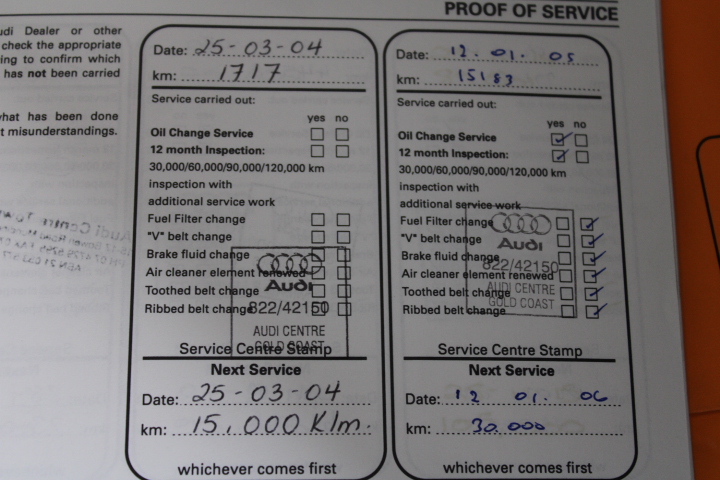 PROOF OF SERVICE
udi Dealer or other
check the appropriate
ing to confirm which
has not been carried
hat has been done
t misunderstandings.
Date: 25-03-04
km: 1717
Service carried out:
yes no
Oil Change Service
12 month Inspection:
30,000/60,000/90,000/120,000 km
inspection with
additional service work
Fuel Filter change
"V" belt change
Brake fluid change
Air cleaner element renewed
Toothed belt change
Ribbed belt change
Audi
822/42150
AUDI CENTRE
GOLD COAST
Service Centre Stamp
Next Service
Date: 25-03-04
km: 15,000 Klm.
whichever comes first
Date: 12.01.05
km: 15183
Service carried out:
yes no
Oil Change Service
12 month Inspection:
30,000/60,000/90,000/120,000 km
inspection with
additional service work
Fuel Filter change
"V" belt change
Brake fluid change
Air cleaner element renewed
Toothed belt change
Ribbed belt change
Audi
822/42150
AUDI CENTRE
GOLD COAST
Service Centre Stamp
Next Service
Date: 12 01. 06
km: 30.000
whichever comes first